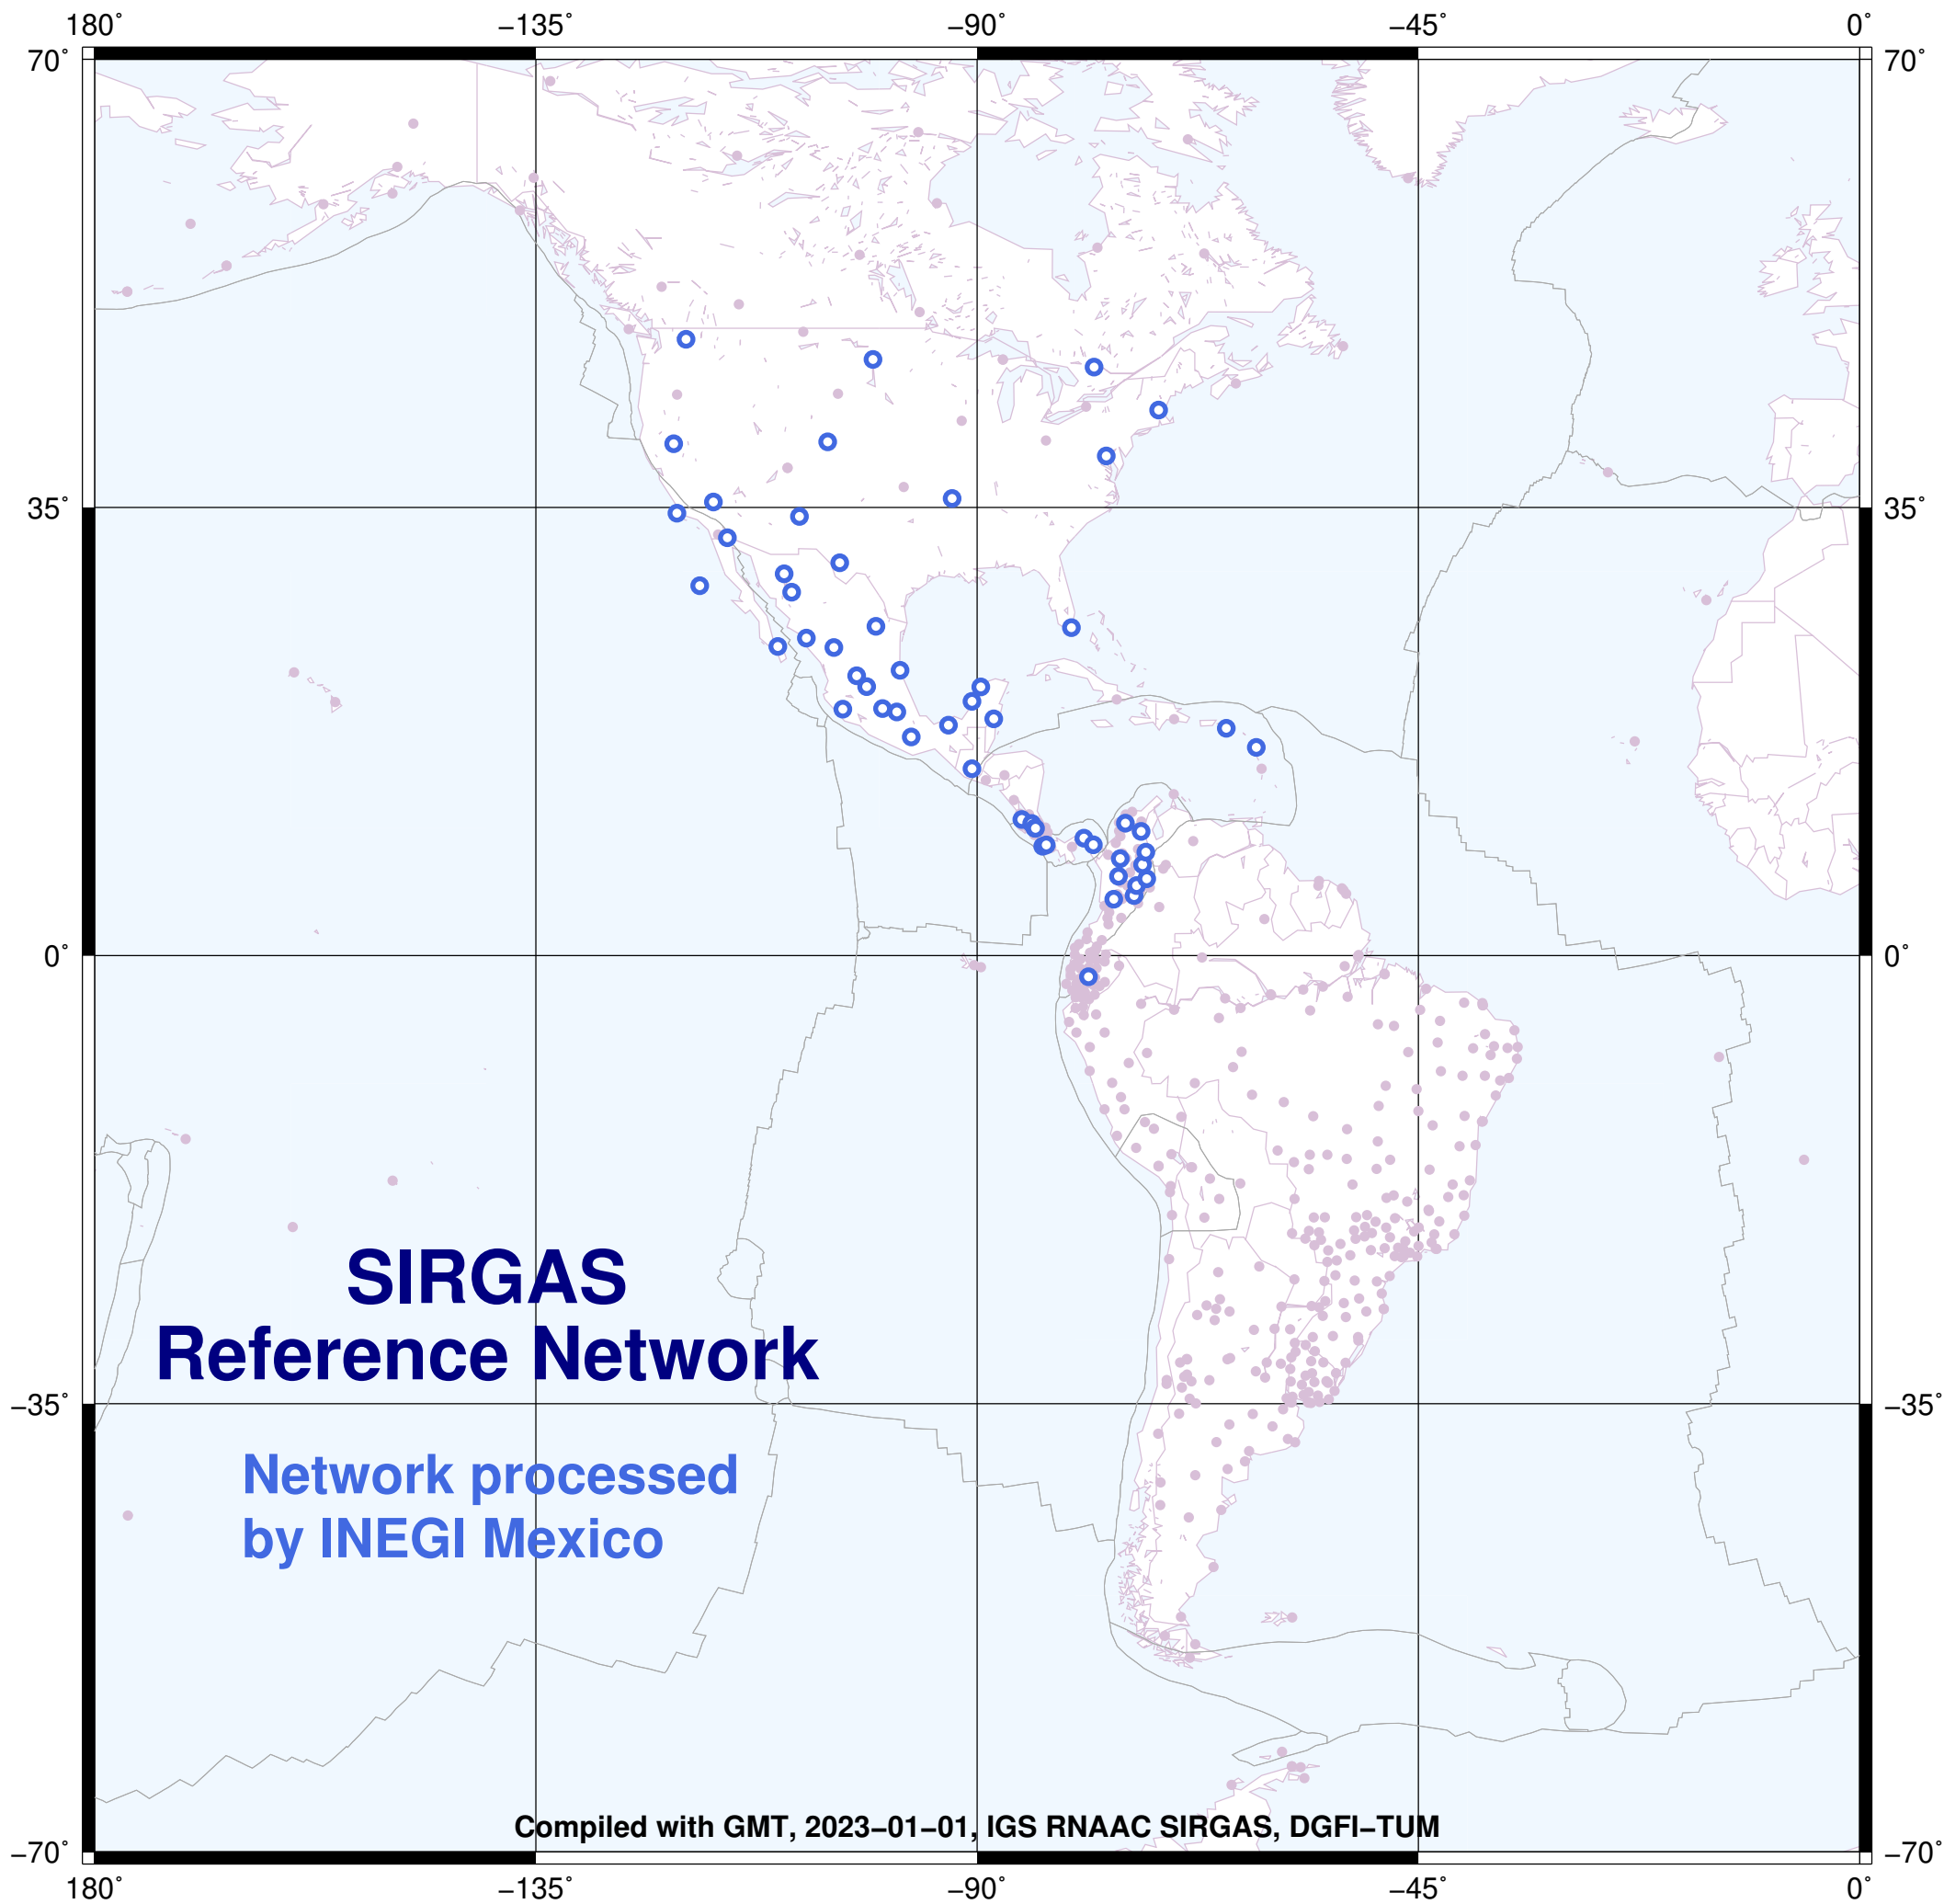 180° −135° −90° −45° 0°
70° 70°
35° 35°
0° 0°
SIRGAS
Reference Network
−35° −35°
Network processed
by INEGI Mexico
Compiled with GMT, 2023−01−01, IGS RNAAC SIRGAS, DGFI−TUM
−70° −70°
180° −135° −90° −45° 0°